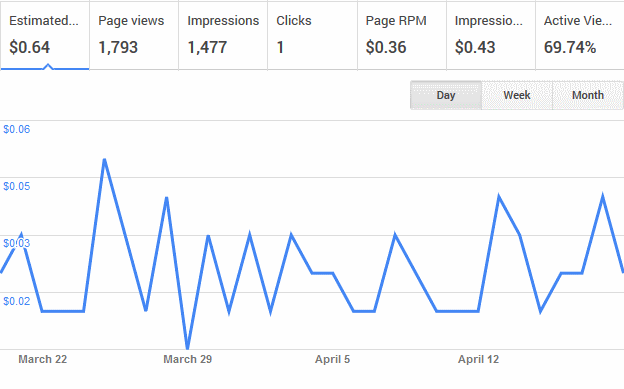 Estimated... Page views Impressions Clicks Page RPM Impressio... Active Vie...
$0.64 1,793 1,477 1 $0.36 $0.43 69.74%
Day Week Month
$0.06
$0.05
$0.03
$0.02
March 22 March 29 April 5 April 12